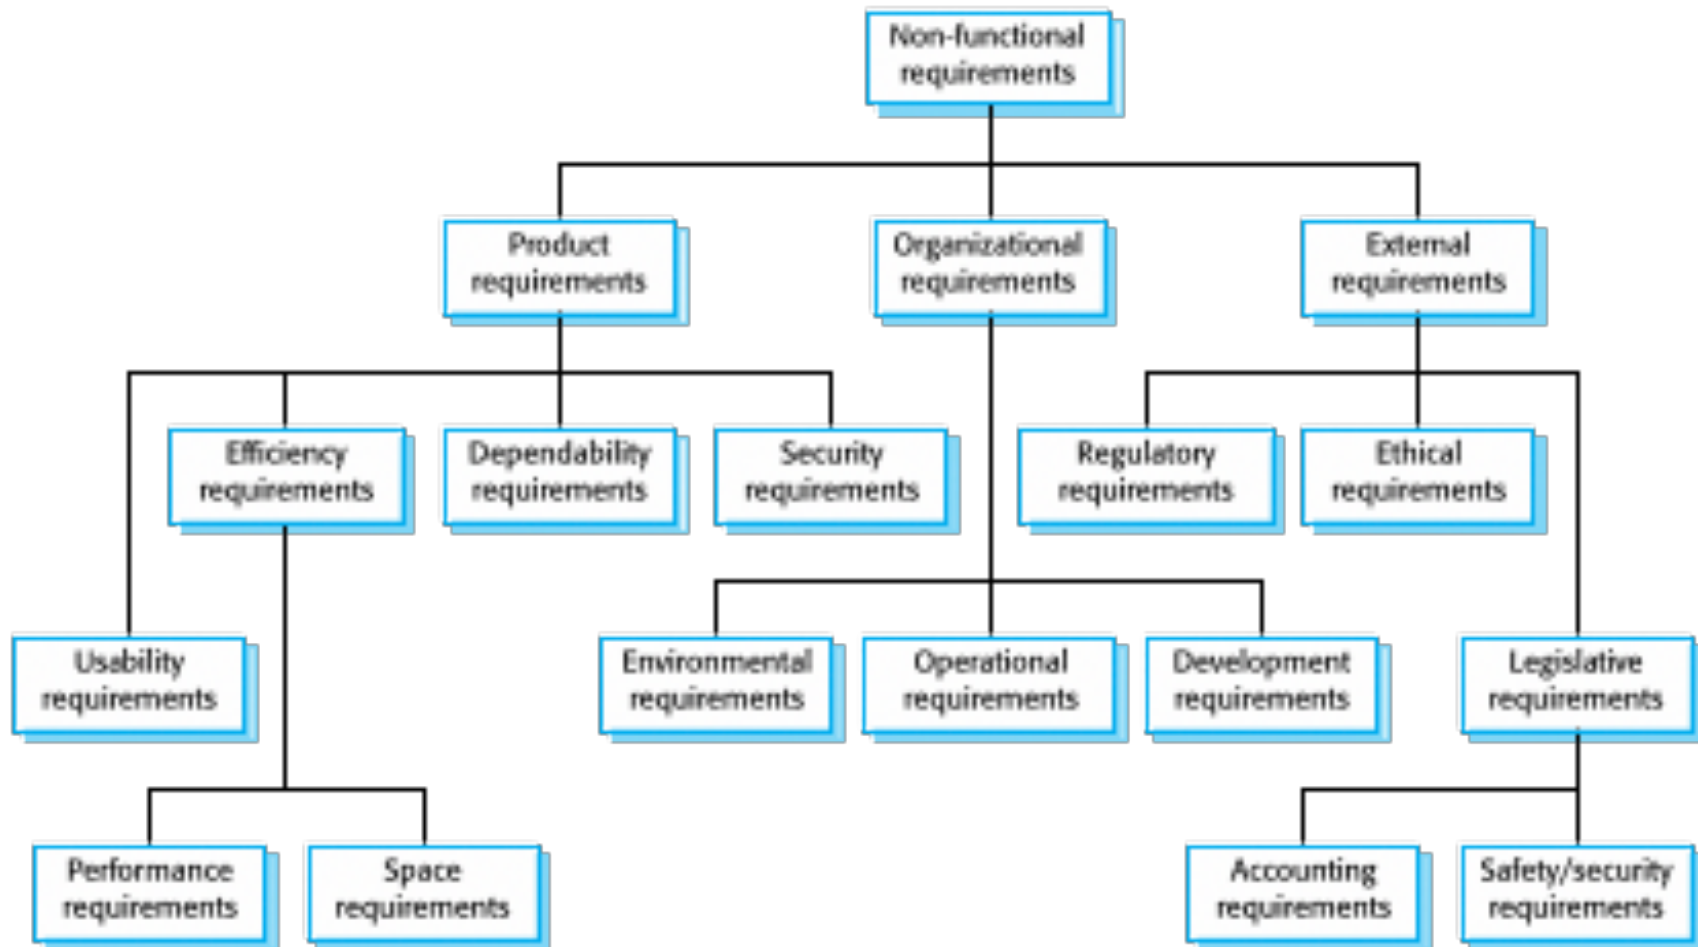 Non-functional
requirements
Product
requirements
Organizational
requirements
External
requirements
Efficiency
requirements
Dependability
requirements
Security
requirements
Regulatory
requirements
Ethical
requirements
Usability
requirements
Environmental
requirements
Operational
requirements
Development
requirements
Legislative
requirements
Performance
requirements
Space
requirements
Accounting
requirements
Safety/security
requirements